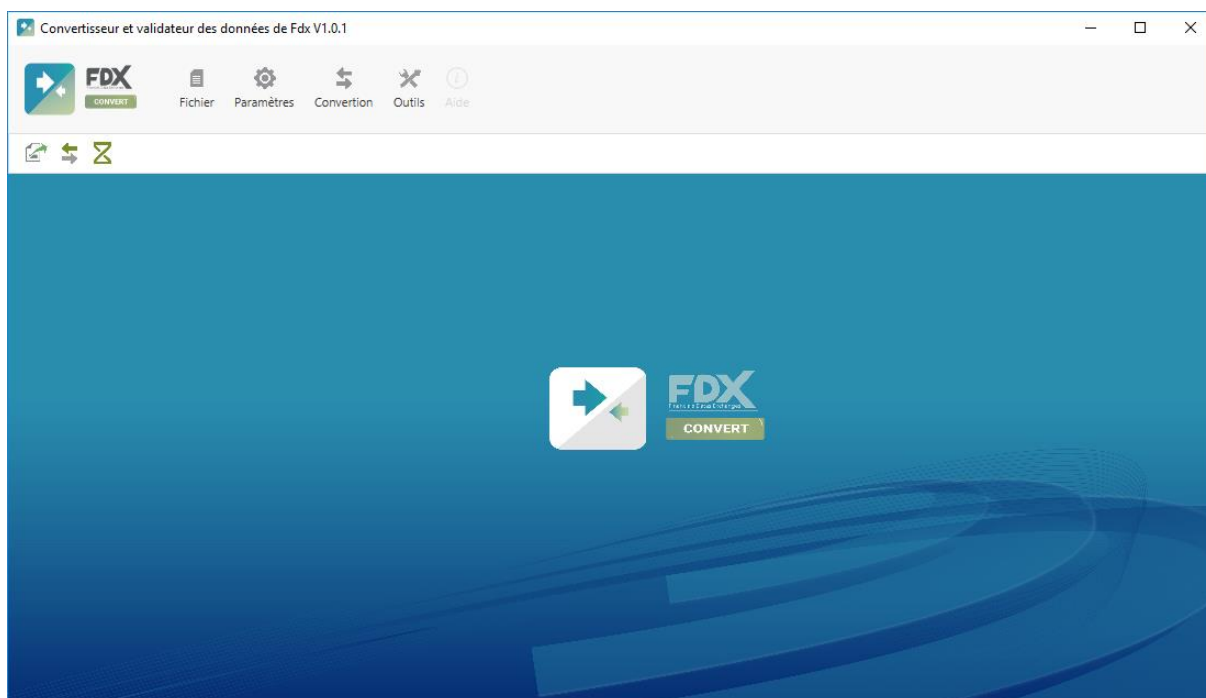 Convertisseur et validateur des données de Fdx V1.0.1
FDX
CONVERT
Fichier Paramètres Convertion Outils Aide
FDX
CONVERT